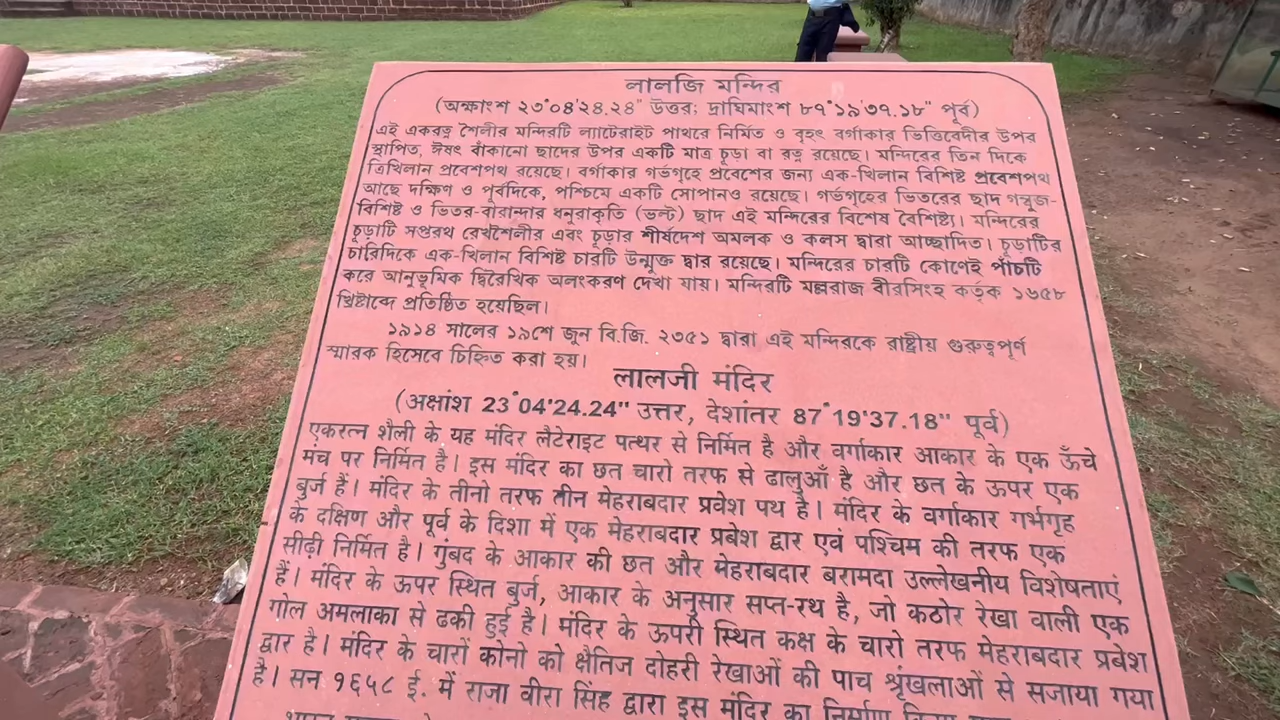 লালজি মন্দির
(অক্ষাংশ ২৩°০৪'২৪.২৪" উত্তর; দ্রাঘিমাংশ ৮৭°১৯'৩৭.১৮" পূর্ব)
এই একরত্ন শৈলীর মন্দিরটি ল্যাটেরাইট পাথরে নির্মিত ও বৃহৎ বর্গাকার ভিত্তিবেদীর উপর
স্থাপিত, ঈষৎ বাঁকানো ছাদের উপর একটি মাত্র চূড়া বা রত্ন রয়েছে। মন্দিরের তিন দিকে
ত্রিখিলান প্রবেশপথ রয়েছে। বর্গাকার গর্ভগৃহে প্রবেশের জন্য এক-খিলান বিশিষ্ট প্রবেশপথ
আছে দক্ষিণ ও পূর্বদিকে, পশ্চিমে একটি সোপানও রয়েছে। গর্ভগৃহের ভিতরের ছাদ গম্বুজ-
বিশিষ্ট ও ভিতর-বারান্দার ধনুরাকৃতি (ভল্ট) ছাদ এই মন্দিরের বিশেষ বৈশিষ্ট্য। মন্দিরের
চূড়াটি সপ্তরথ রেখশৈলীর এবং চূড়ার শীর্ষদেশ অমলক ও কলস দ্বারা আচ্ছাদিত। চূড়াটির
চারিদিকে এক-খিলান বিশিষ্ট চারটি উন্মুক্ত দ্বার রয়েছে। মন্দিরের চারটি কোণেই পাঁচটি
করে আনুভূমিক দ্বিরৈখিক অলংকরণ দেখা যায়। মন্দিরটি মল্লরাজ বীরসিংহ কর্তৃক ১৬৫৮
খ্রিষ্টাব্দে প্রতিষ্ঠিত হয়েছিল।
১৯১৪ সালের ১৯শে জুন বি.জি. ২৩৫১ দ্বারা এই মন্দিরকে রাষ্ট্রীয় গুরুত্বপূর্ণ
স্মারক হিসেবে চিহ্নিত করা হয়।
लालजी मंदिर
(अक्षांश 23°04'24.24" उत्तर, देशांतर 87°19'37.18" पूर्व)
एकरत्न शैली के यह मंदिर लैटेराइट पत्थर से निर्मित है और वर्गाकार आकार के एक ऊँचे
मंच पर निर्मित है। इस मंदिर का छत चारो तरफ से ढालुआँ है और छत के ऊपर एक
बुर्ज हैं। मंदिर के तीनो तरफ तीन मेहराबदार प्रवेश पथ है। मंदिर के वर्गाकार गर्भगृह
के दक्षिण और पूर्व के दिशा में एक मेहराबदार प्रबेश द्वार एवं पश्चिम की तरफ एक
सीढ़ी निर्मित है। गुंबद के आकार की छत और मेहराबदार बरामदा उल्लेखनीय विशेषताएं
हैं। मंदिर के ऊपर स्थित बुर्ज, आकार के अनुसार सप्त-रथ है, जो कठोर रेखा वाली एक
गोल अमलाका से ढकी हुई है। मंदिर के ऊपरी स्थित कक्ष के चारो तरफ मेहराबदार प्रबेश
द्वार है। मंदिर के चारों कोनो को क्षैतिज दोहरी रेखाओं की पाच श्रृंखलाओं से सजाया गया
है। सन १६५८ ई. में राजा वीरा सिंह द्वारा इस मंदिर का निर्माण